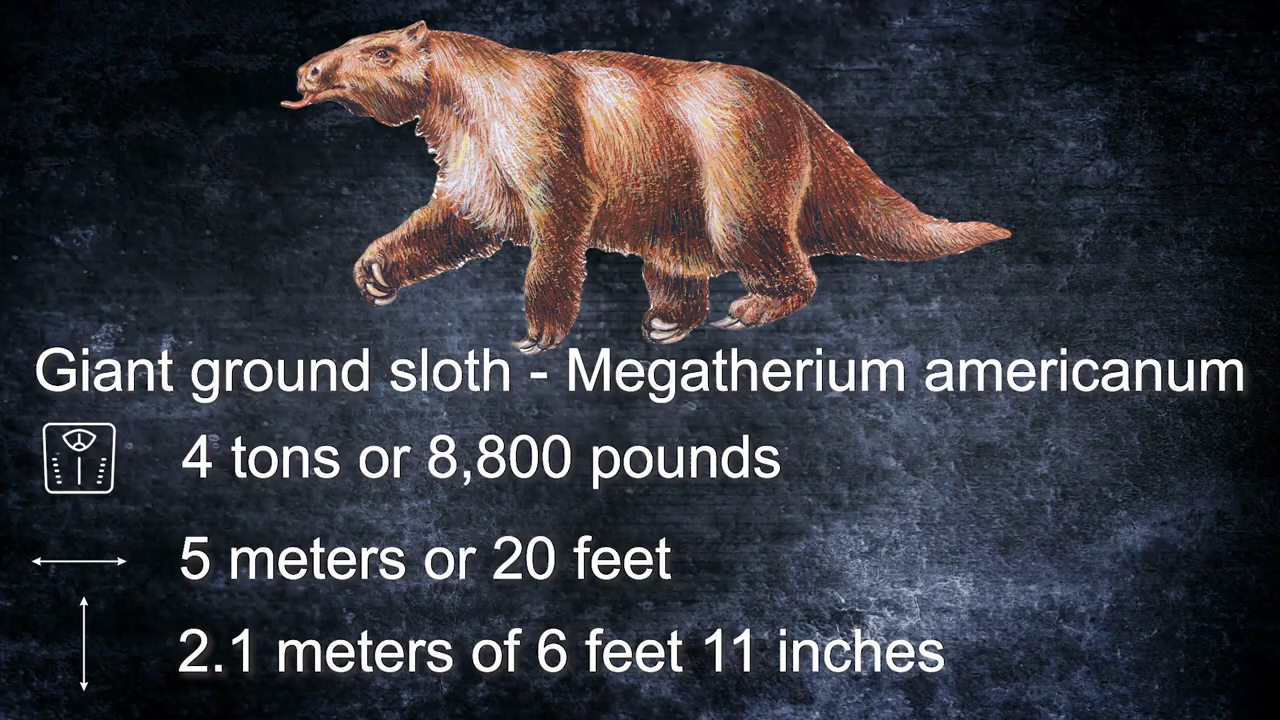 Giant ground sloth - Megatherium americanum
4 tons or 8,800 pounds
5 meters or 20 feet
2.1 meters of 6 feet 11 inches